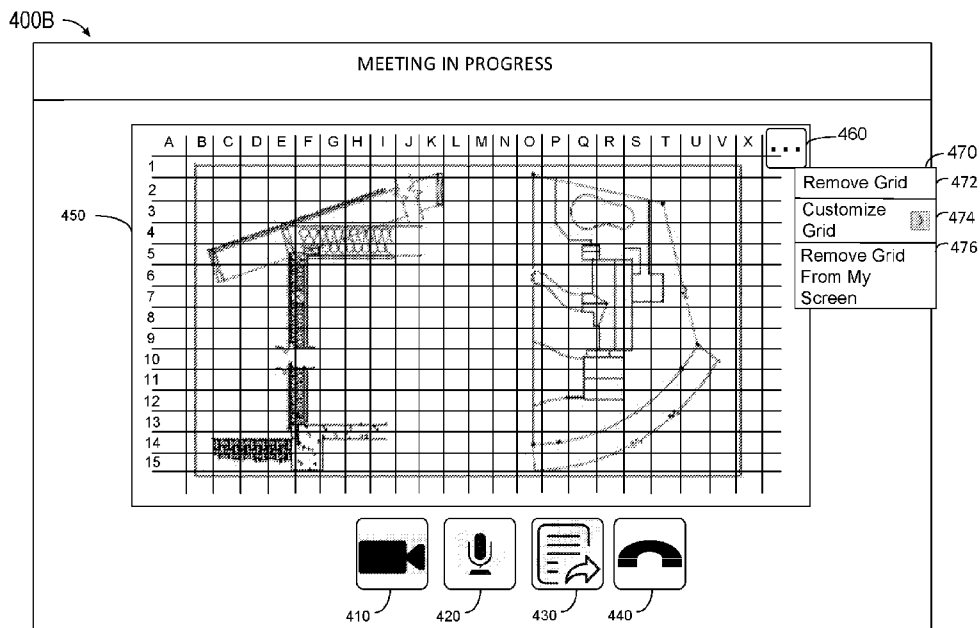 400B
MEETING IN PROGRESS
A B C D E F G H I J K L M N O P Q R S T U V X
... 460
470
1
Remove Grid 472
2
Customize
Grid 474
3
450
4
476
5
Remove Grid
From My
Screen
6
7
8
9
10
11
12
13
14
15
410 420 430 440